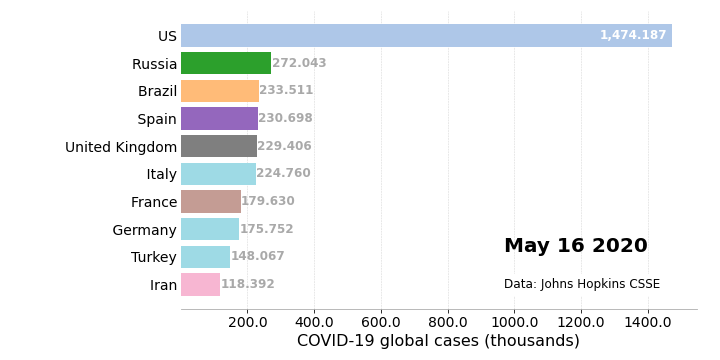 US 1,474.187
Russia 272.043
Brazil 233.511
Spain 230.698
United Kingdom 229.406
Italy 224.760
France 179.630
Germany 175.752
Turkey 148.067
Iran 118.392
May 16 2020
Data: Johns Hopkins CSSE
200.0 400.0 600.0 800.0 1000.0 1200.0 1400.0
COVID-19 global cases (thousands)